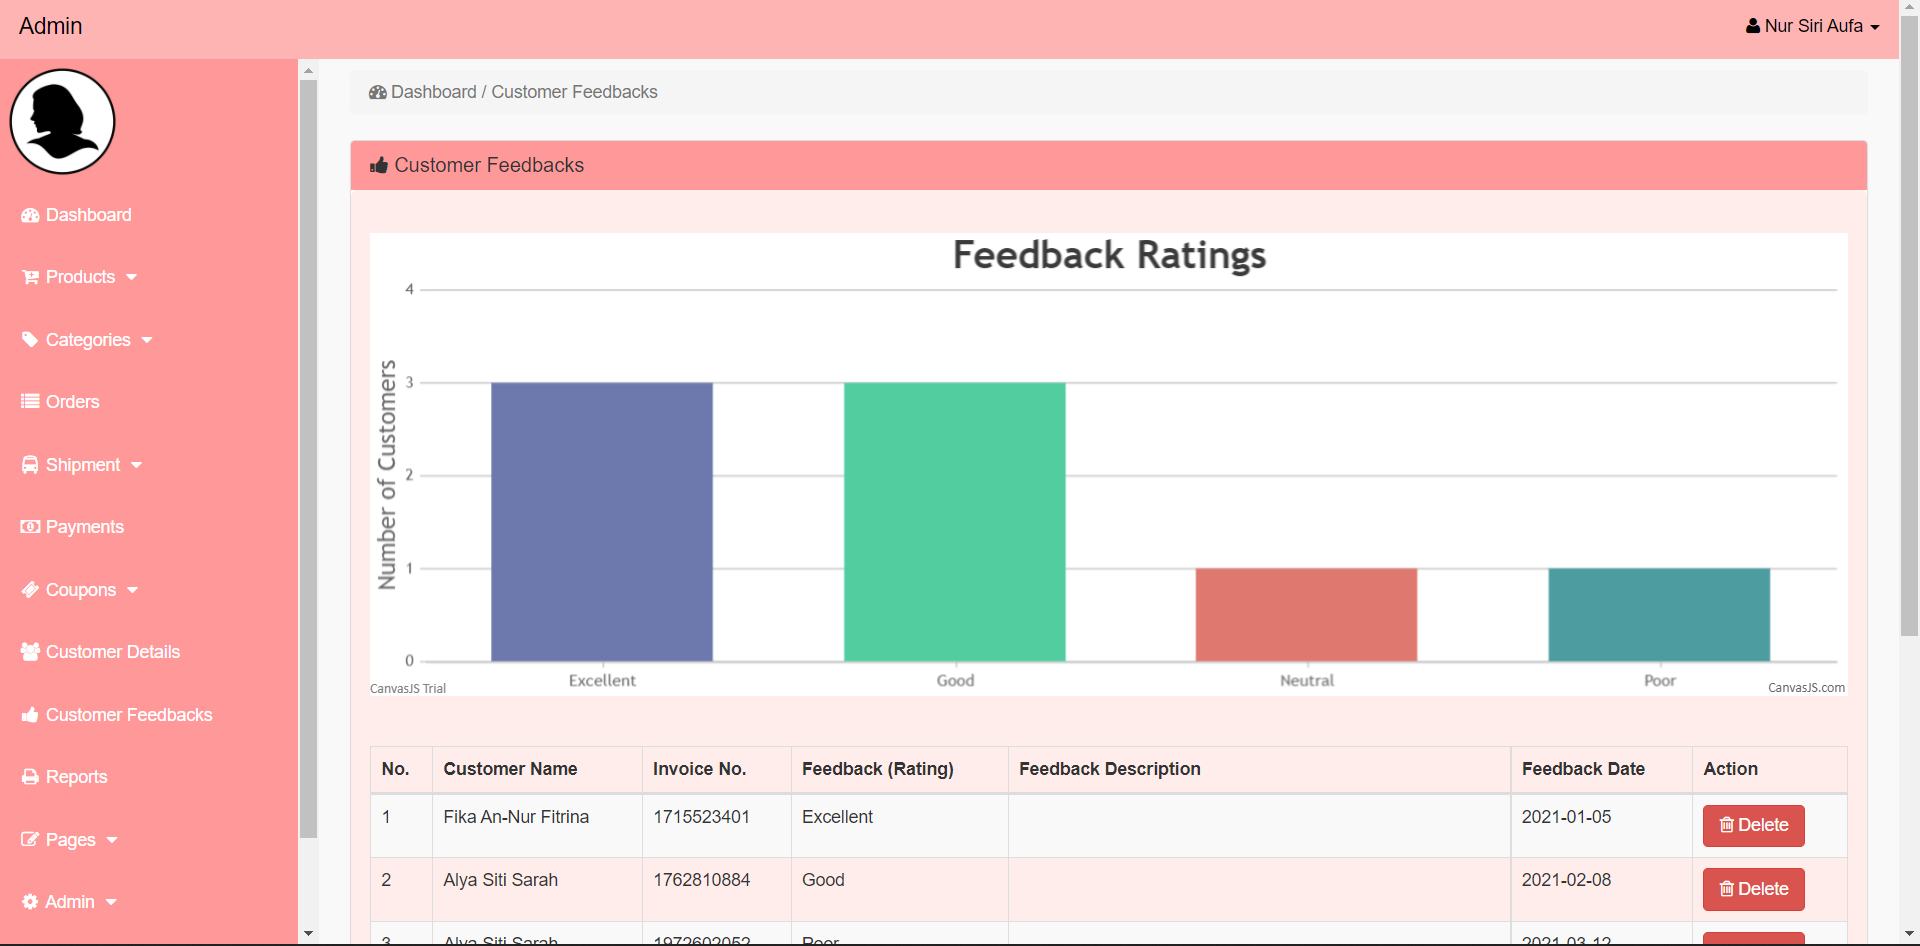 Admin
Nur Siri Aufa
Dashboard / Customer Feedbacks
Dashboard
Products
Categories
Orders
Shipment
Payments
Coupons
Customer Details
Customer Feedbacks
Reports
Pages
Admin
Customer Feedbacks
Feedback Ratings
Number of Customers
4
3
2
1
0
Excellent Good Neutral Poor
CanvasJS Trial
CanvasJS.com
No. Customer Name Invoice No. Feedback (Rating) Feedback Description Feedback Date Action
1 Fika An-Nur Fitrina 1715523401 Excellent 2021-01-05 Delete
2 Alya Siti Sarah 1762810884 Good 2021-02-08 Delete
3 Alya Siti Sarah 1972602052 Poor 2021-03-12